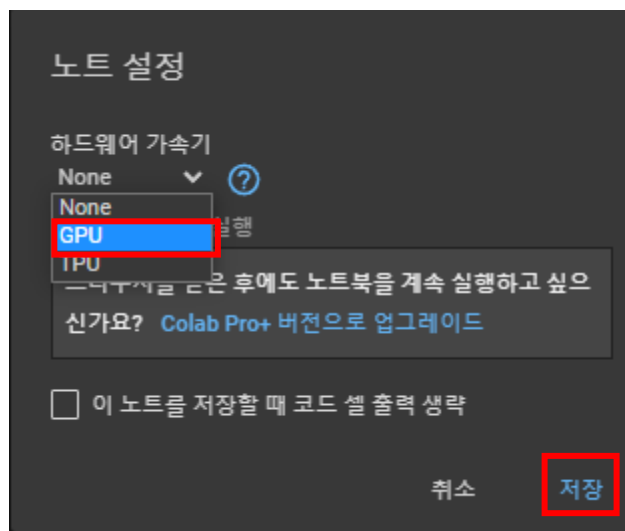 노트 설정
하드웨어 가속기
None
None
GPU
실행
TPU
후에도 노트북을 계속 실행하고 싶으
신가요? Colab Pro+ 버전으로 업그레이드
이 노트를 저장할 때 코드 셀 출력 생략
취소 저장